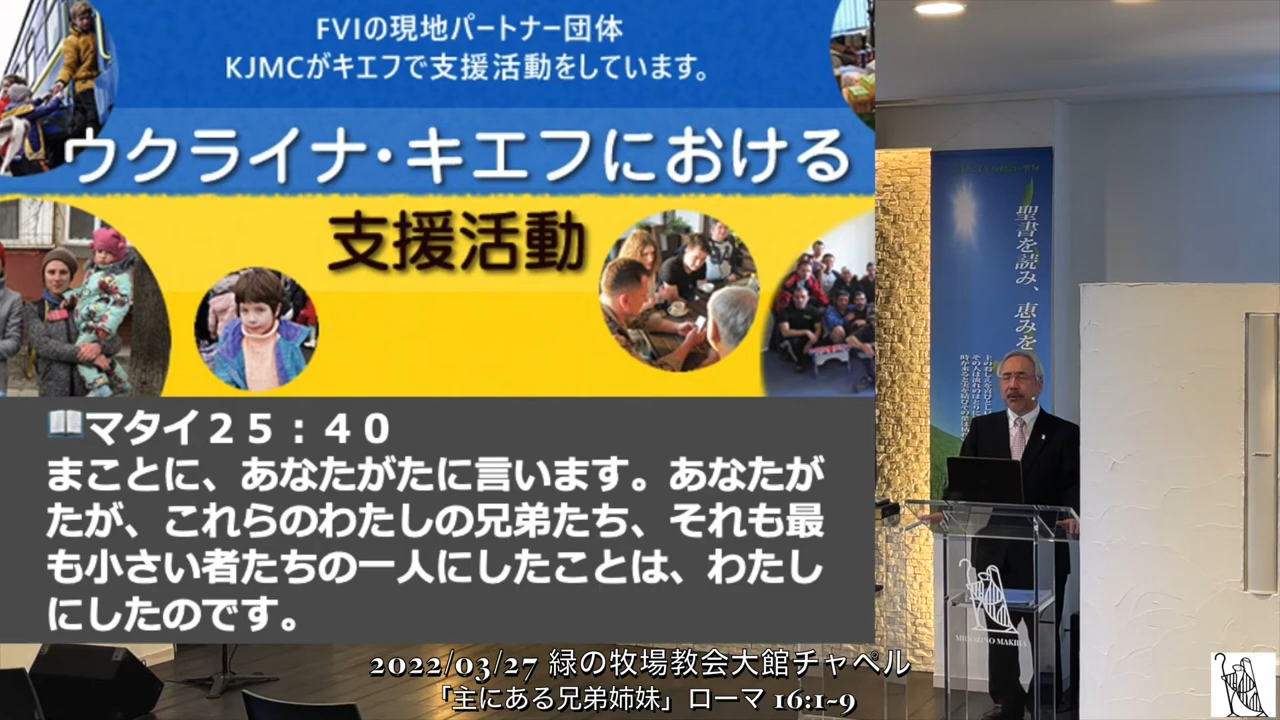 FVIの現地パートナー団体
KJMCがキエフで支援活動をしています。
ウクライナ・キエフにおける
支援活動
マタイ２５：４０
まことに、あなたがたに言います。あなたが
たが、これらのわたしの兄弟たち、それも最
も小さい者たちの一人にしたことは、わたし
にしたのです。
聖書を読み、恵みを
MIDORINO MAKIBA
2022/03/27 緑の牧場教会大館チャペル
「主にある兄弟姉妹」ローマ 16:1-9